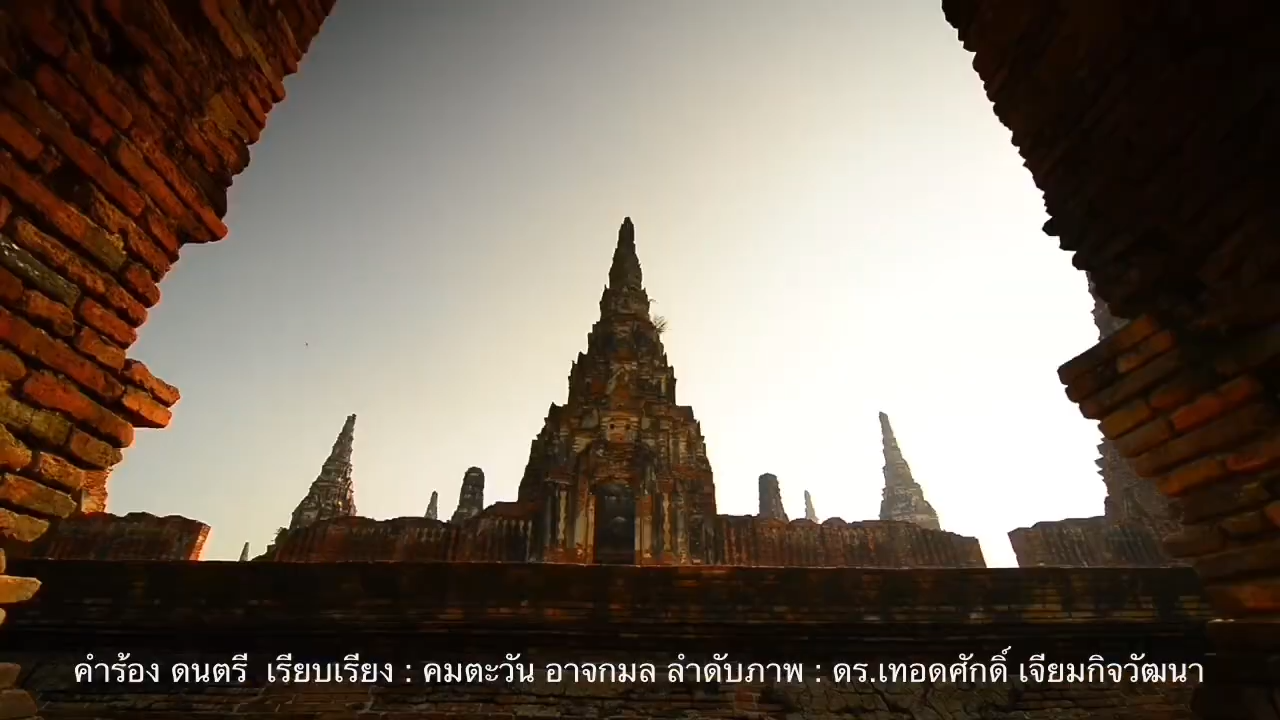 คำร้อง ดนตรี  เรียบเรียง : คมตะวัน อาจกมล ลำดับภาพ : ดร.เทอดศักดิ์ เจียมกิจวัฒนา